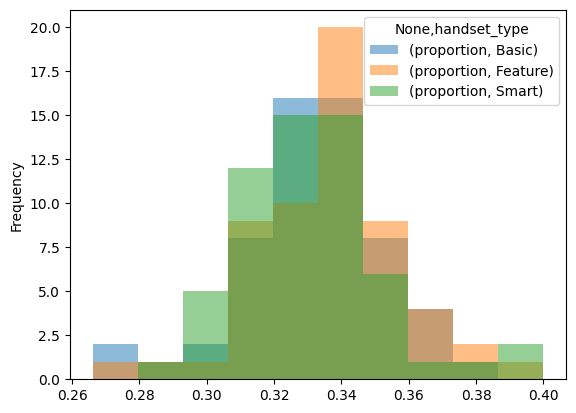 None,handset_type
(proportion, Basic)
(proportion, Feature)
(proportion, Smart)
Frequency
20.0
17.5
15.0
12.5
10.0
7.5
5.0
2.5
0.0
0.26 0.28 0.30 0.32 0.34 0.36 0.38 0.40